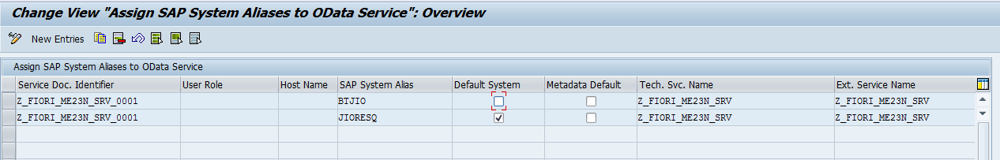 Change View "Assign SAP System Aliases to OData Service": Overview
New Entries
Assign SAP System Aliases to OData Service
Service Doc. Identifier User Role Host Name SAP System Alias Default System Metadata Default Tech. Svc. Name Ext. Service Name
Z_FIORI_ME23N_SRV_0001 BTJIO Z_FIORI_ME23N_SRV Z_FIORI_ME23N_SRV
Z_FIORI_ME23N_SRV_0001 JIORESQ Z_FIORI_ME23N_SRV Z_FIORI_ME23N_SRV